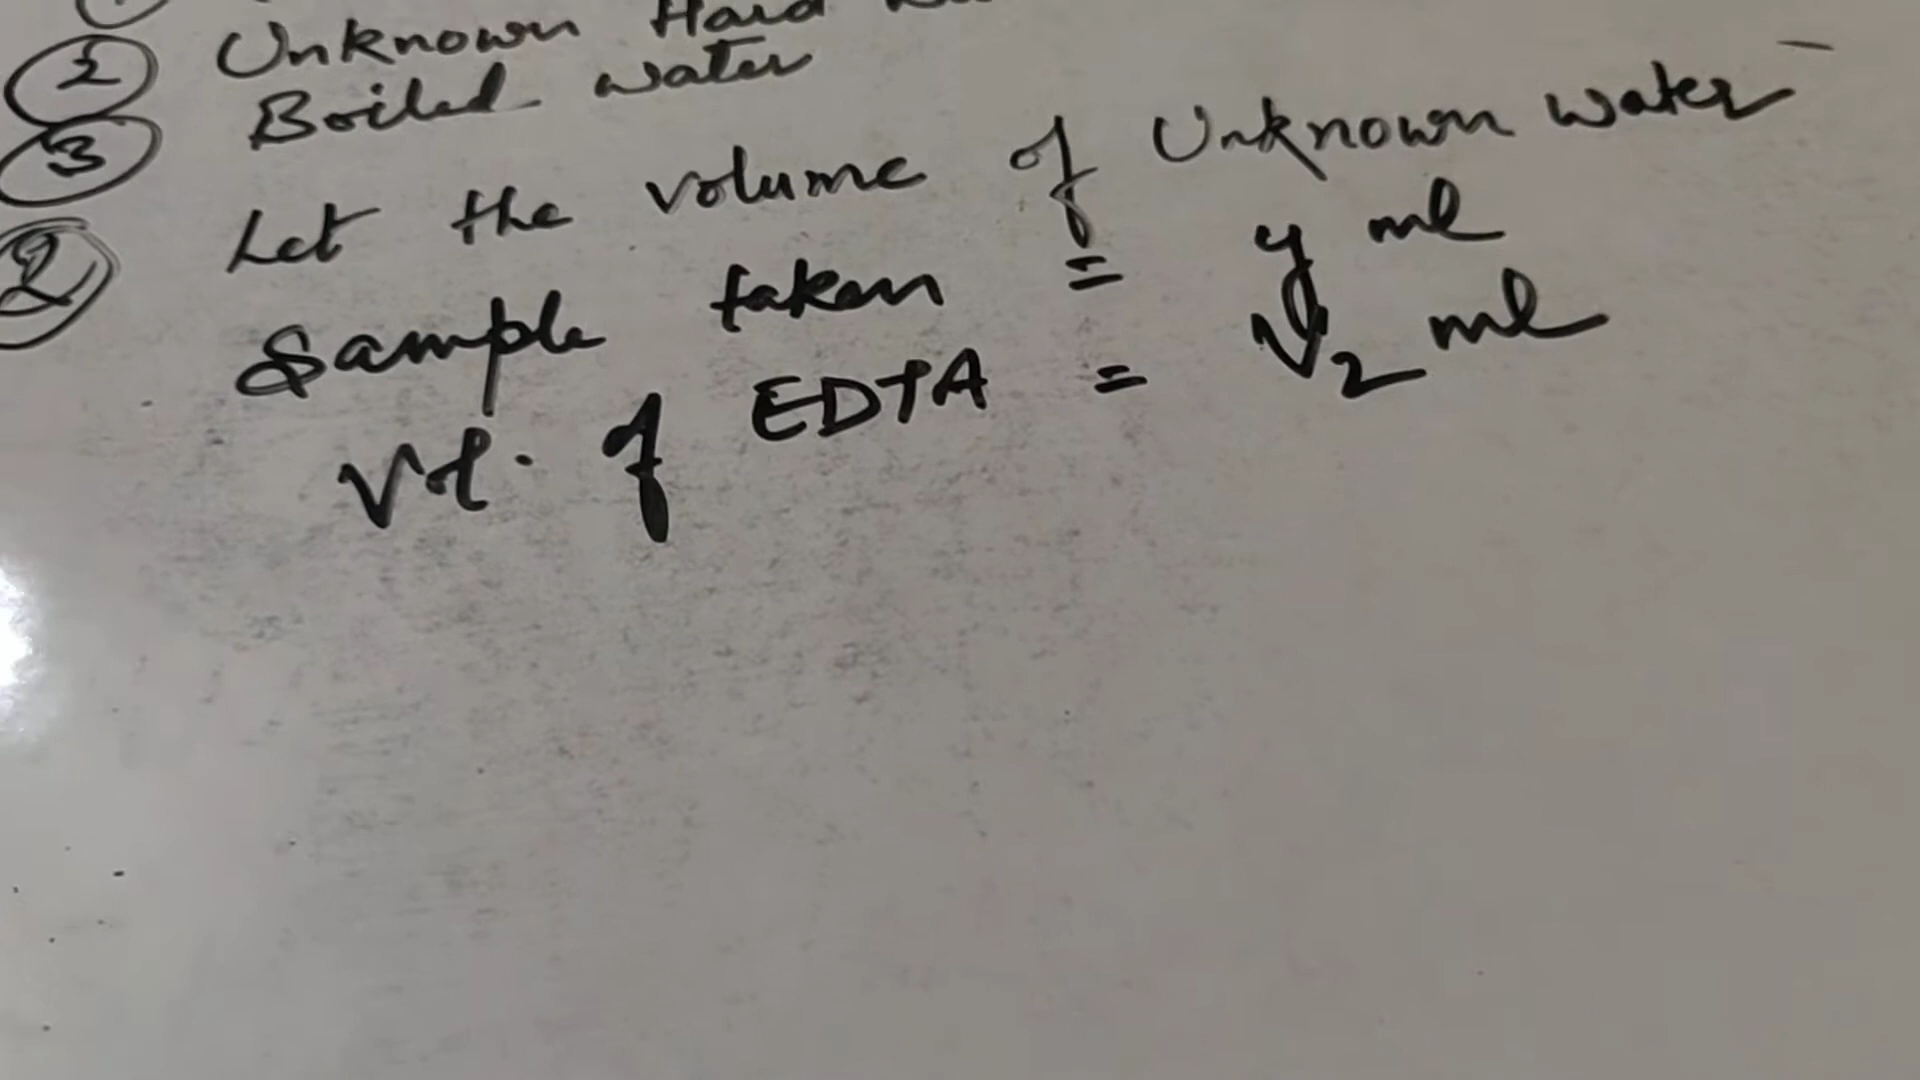 ② Unknown Hard
③ Boiled water
② Let the volume of Unknown water
Sample taken = y ml
Vol. of EDTA = V₂ ml